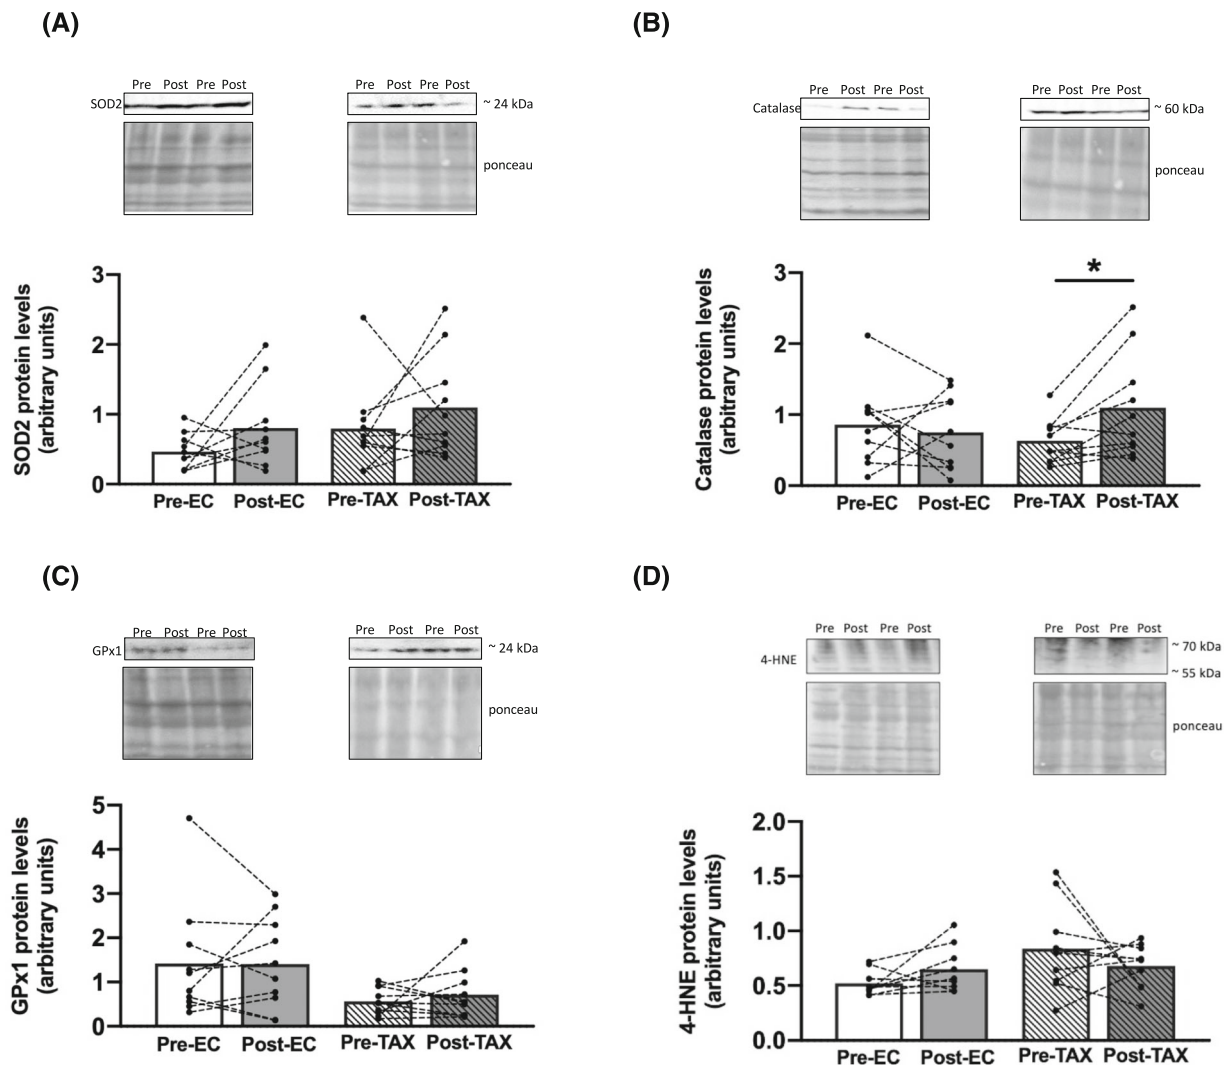 (A)
Pre Post Pre Post
Pre Post Pre Post
SOD2
~ 24 kDa
ponceau
SOD2 protein levels
(arbitrary units)
3
2
1
0
Pre-EC Post-EC Pre-TAX Post-TAX
(B)
Pre Post Pre Post
Pre Post Pre Post
Catalase
~ 60 kDa
ponceau
Catalase protein levels
(arbitrary units)
3
2
1
0
*
Pre-EC Post-EC Pre-TAX Post-TAX
(C)
Pre Post Pre Post
Pre Post Pre Post
GPx1
~ 24 kDa
ponceau
GPx1 protein levels
(arbitrary units)
5
4
3
2
1
0
Pre-EC Post-EC Pre-TAX Post-TAX
(D)
Pre Post Pre Post
Pre Post Pre Post
4-HNE
~ 70 kDa
~ 55 kDa
ponceau
4-HNE protein levels
(arbitrary units)
2.0
1.5
1.0
0.5
0.0
Pre-EC Post-EC Pre-TAX Post-TAX